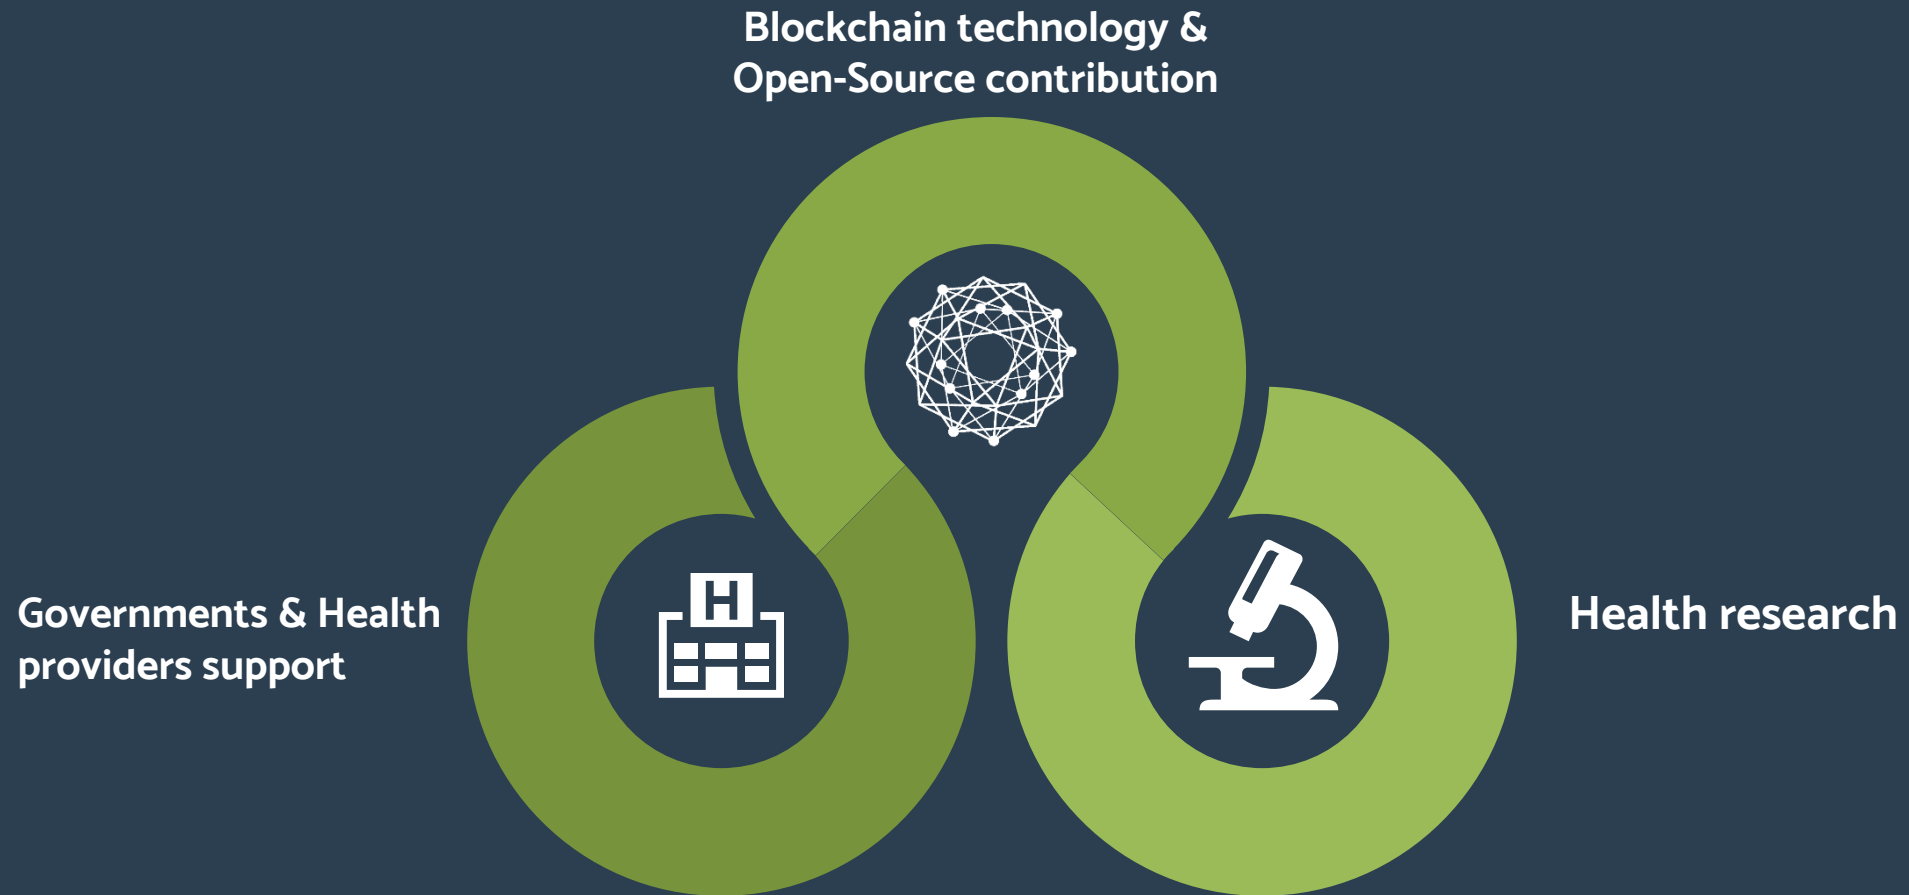 Blockchain technology &
Open-Source contribution
H
Governments & Health
providers support
Health research